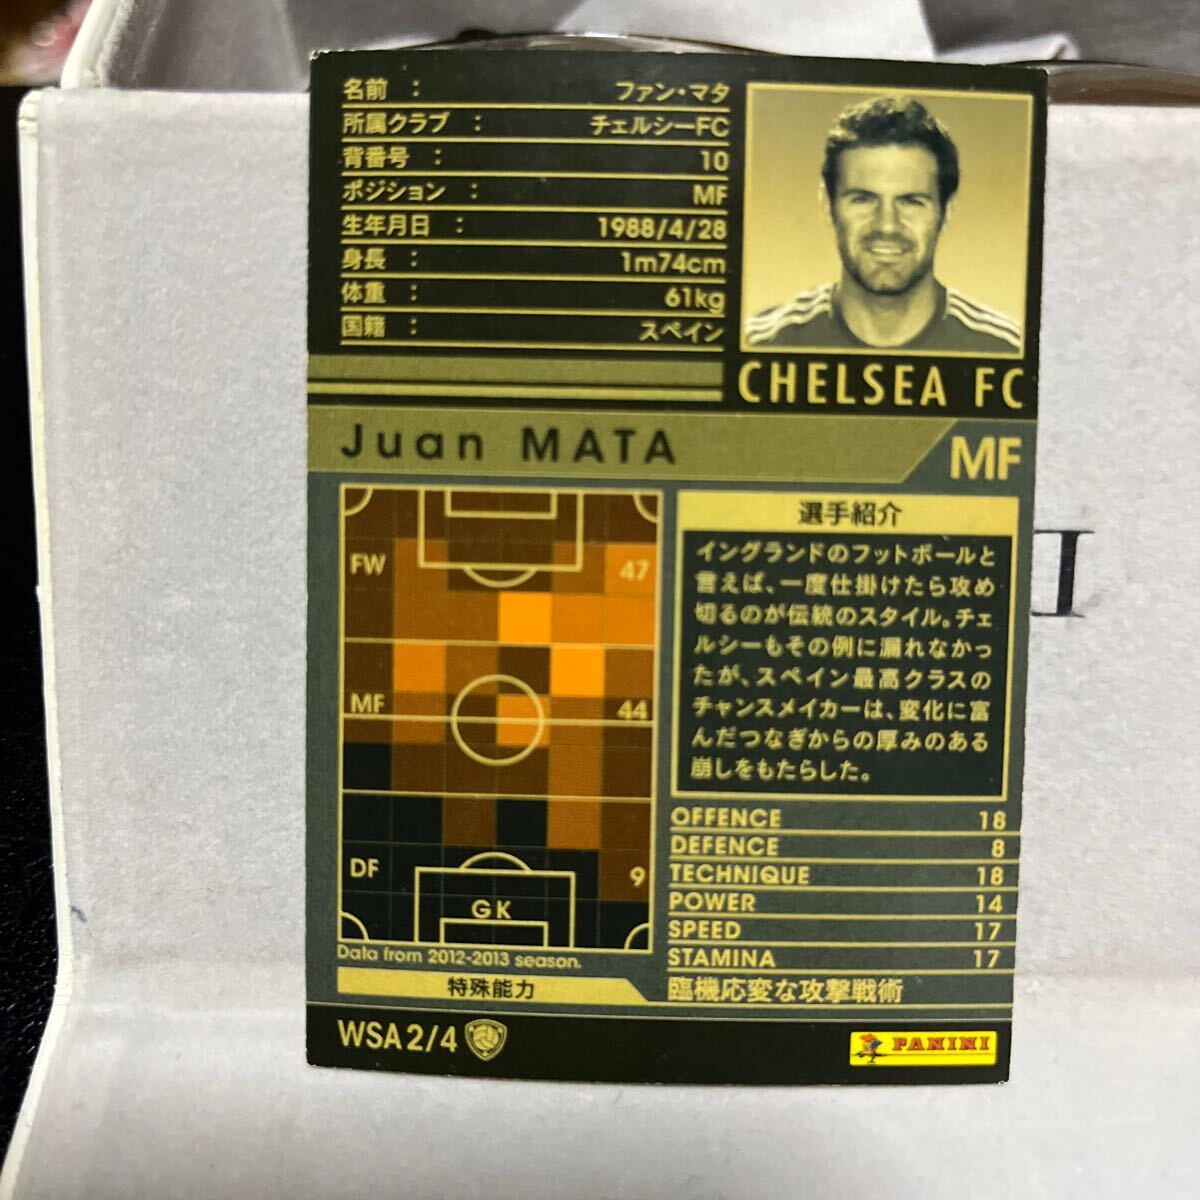 名前 : ファン・マタ
所属クラブ : チェルシーFC
背番号 : 10
ポジション : MF
生年月日 : 1988/4/28
身長 : 1m74cm
体重 : 61kg
国籍 : スペイン
CHELSEA FC
Juan MATA
MF
FW 47
MF 44
DF 9
GK
Data from 2012-2013 season.
選手紹介
イングランドのフットボールと
言えば、一度仕掛けたら攻め
切るのが伝統のスタイル。チェ
ルシーもその例に漏れなかっ
たが、スペイン最高クラスの
チャンスメイカーは、変化に富
んだつなぎからの厚みのある
崩しをもたらした。
OFFENCE 18
DEFENCE 8
TECHNIQUE 18
POWER 14
SPEED 17
STAMINA 17
特殊能力
臨機応変な攻撃戦術
WSA2/4
PANINI